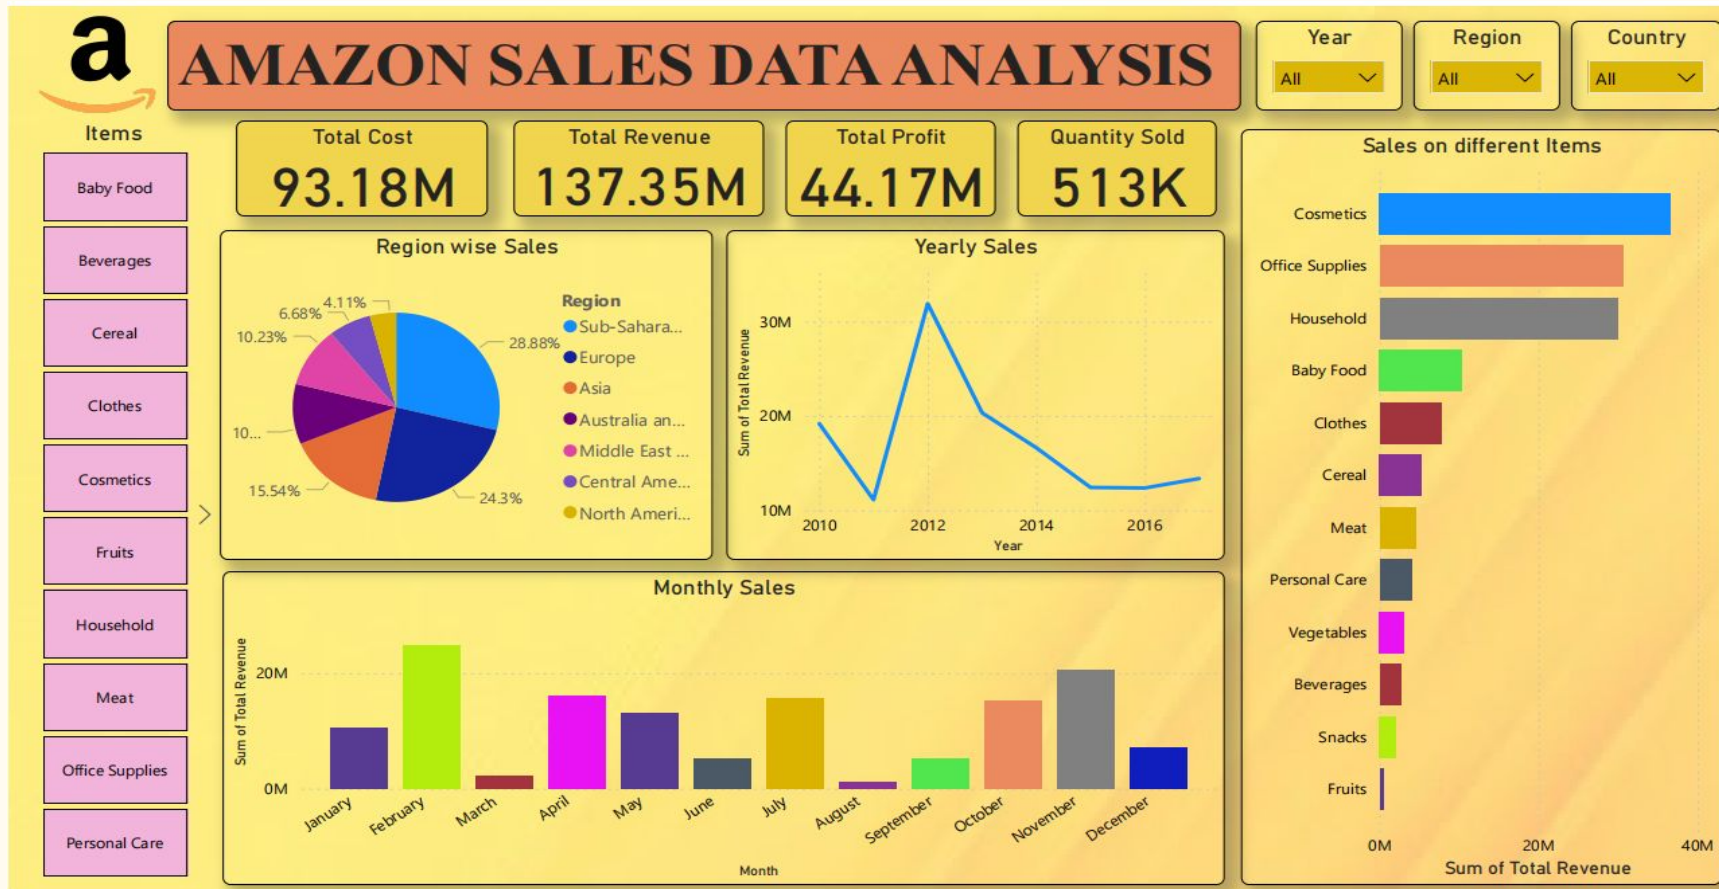 a
AMAZON SALES DATA ANALYSIS
Year
All
Region
All
Country
All
Items
Baby Food
Beverages
Cereal
Clothes
Cosmetics
Fruits
Household
Meat
Office Supplies
Personal Care
Total Cost
93.18M
Total Revenue
137.35M
Total Profit
44.17M
Quantity Sold
513K
Region wise Sales
4.11%
6.68%
10.23%
10...
15.54%
24.3%
28.88%
Region
Sub-Sahara...
Europe
Asia
Australia an...
Middle East ...
Central Ame...
North Ameri...
Yearly Sales
Sum of Total Revenue
30M
20M
10M
2010
2012
2014
2016
Year
Monthly Sales
Sum of Total Revenue
20M
0M
January
February
March
April
May
June
July
August
September
October
November
December
Month
Sales on different Items
Cosmetics
Office Supplies
Household
Baby Food
Clothes
Cereal
Meat
Personal Care
Vegetables
Beverages
Snacks
Fruits
0M
20M
40M
Sum of Total Revenue